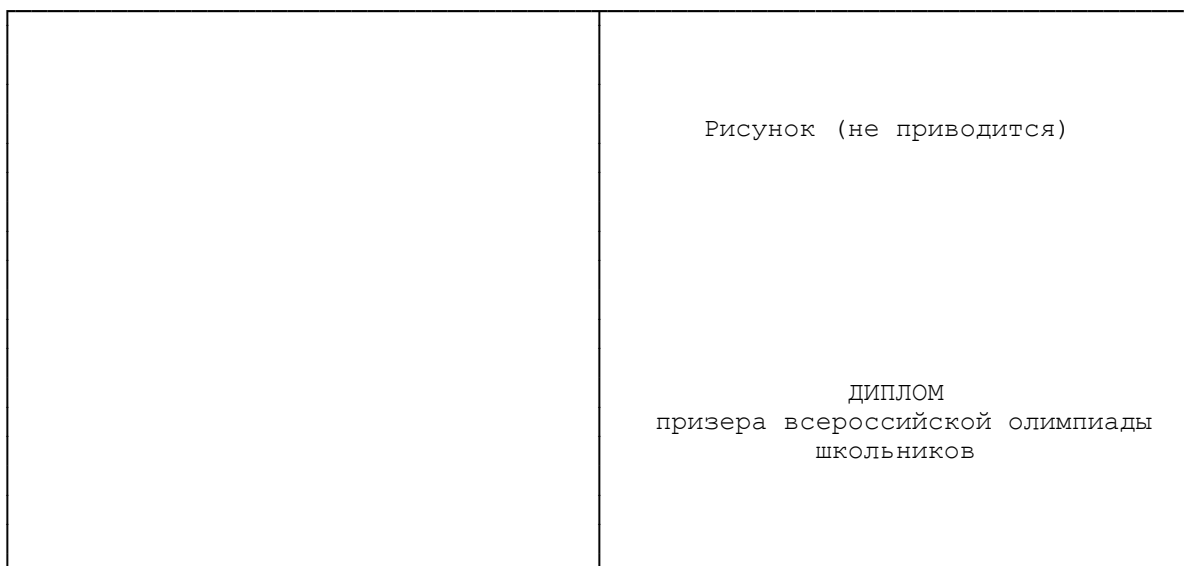 Рисунок (не приводится)
ДИПЛОМ
призера всероссийской олимпиады
школьников